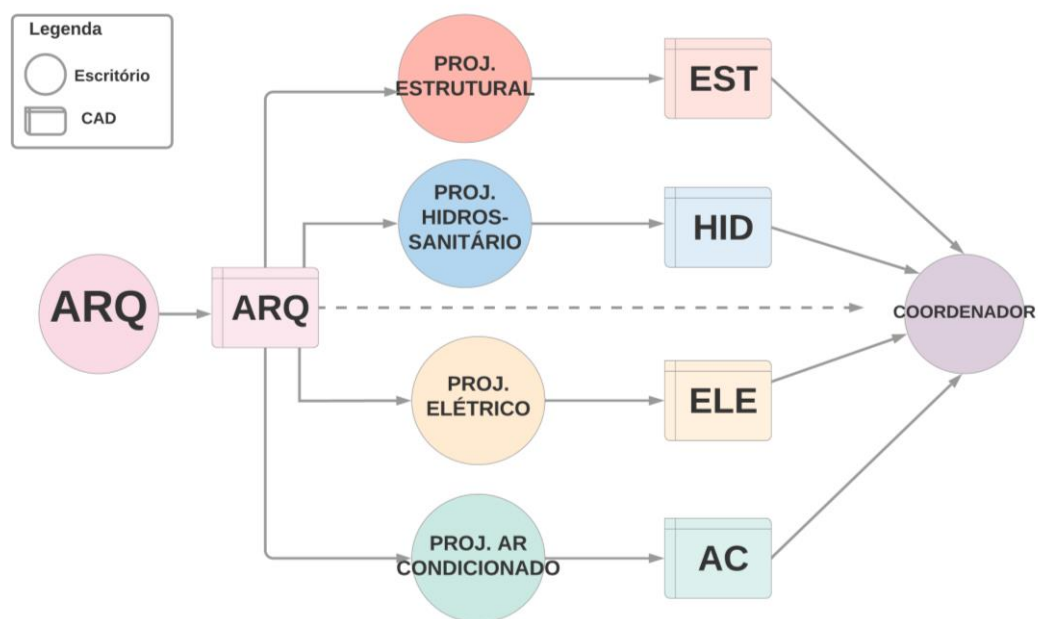 Legenda
Escritório
CAD
ARQ
ARQ
PROJ.
ESTRUTURAL
EST
PROJ.
HIDROS-
SANITÁRIO
HID
PROJ.
ELÉTRICO
ELE
PROJ. AR
CONDICIONADO
AC
COORDENADOR